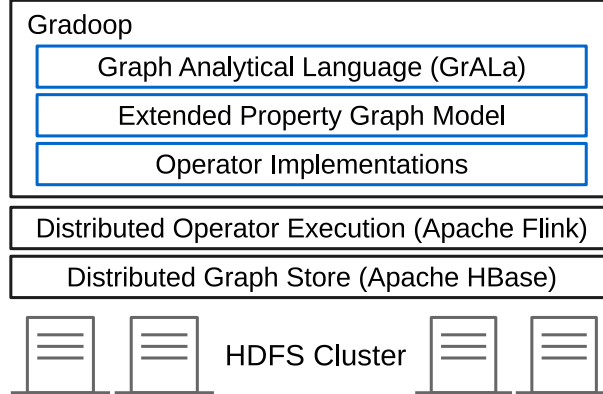 Gradoop
Graph Analytical Language (GrALa)
Extended Property Graph Model
Operator Implementations
Distributed Operator Execution (Apache Flink)
Distributed Graph Store (Apache HBase)
HDFS Cluster